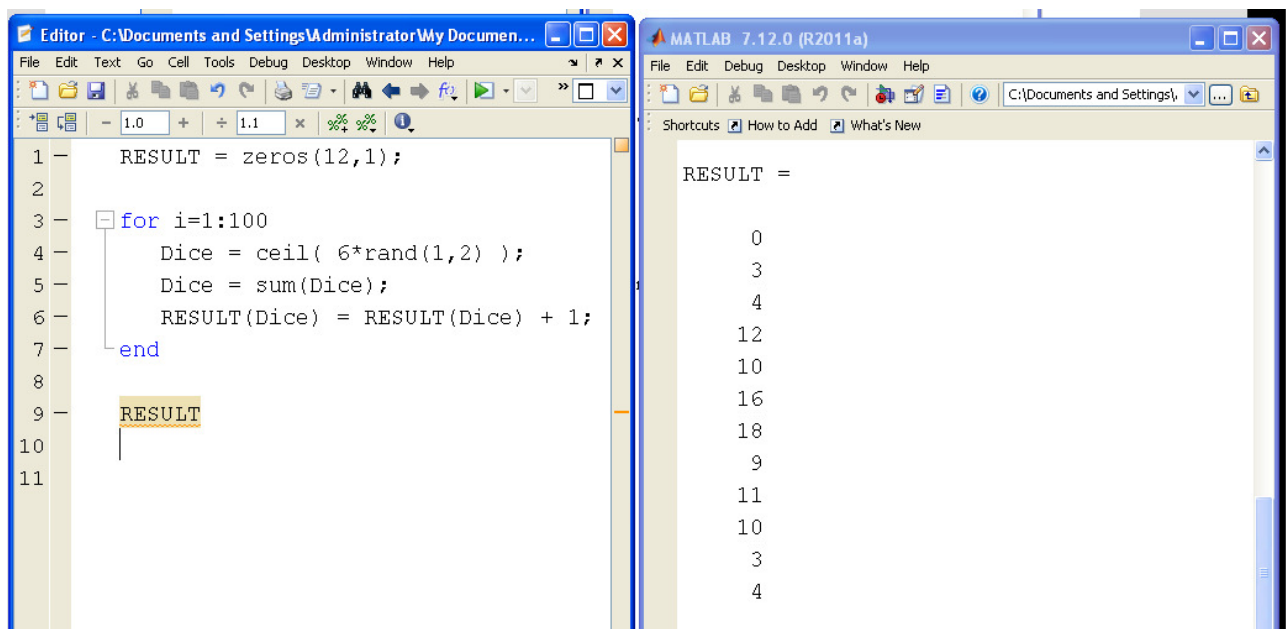 Editor - C:\Documents and Settings\Administrator\My Documen...
File Edit Text Go Cell Tools Debug Desktop Window Help
- 1.0 + ÷ 1.1 ×
1 - RESULT = zeros(12,1);
2
3 - for i=1:100
4 - Dice = ceil( 6*rand(1,2) );
5 - Dice = sum(Dice);
6 - RESULT(Dice) = RESULT(Dice) + 1;
7 - end
8
9 - RESULT
10
11
MATLAB 7.12.0 (R2011a)
File Edit Debug Desktop Window Help
C:\Documents and Settings\
Shortcuts How to Add What's New
RESULT =
0
3
4
12
10
16
18
9
11
10
3
4